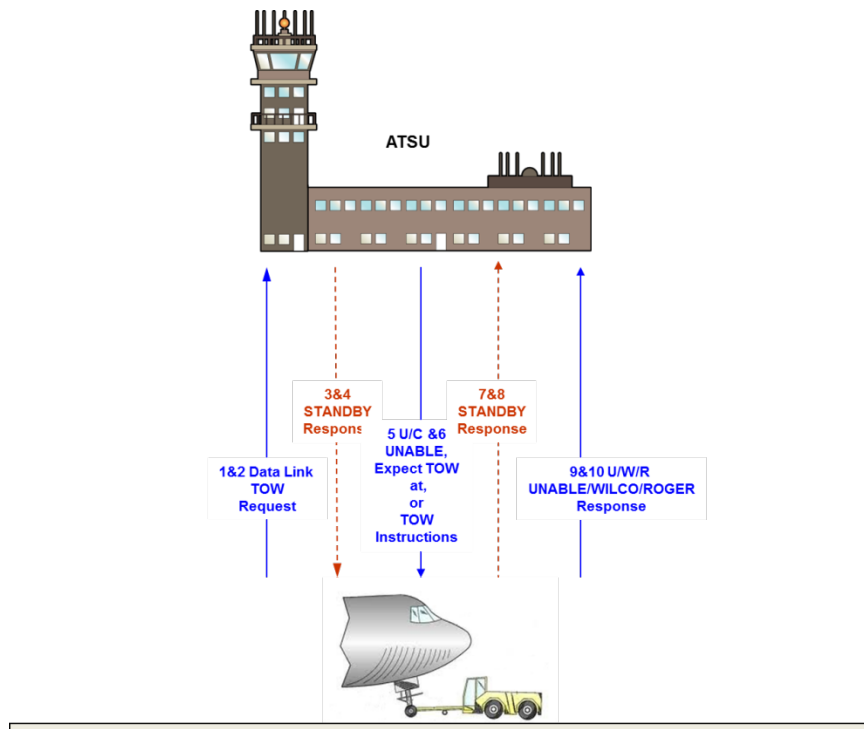 ATSU
1&2 Data Link
TOW
Request
3&4
STANDBY
Respons
5 U/C &6
UNABLE,
Expect TOW
at,
or
TOW
Instructions
7&8
STANDBY
Response
9&10 U/W/R
UNABLE/WILCO/ROGER
Response